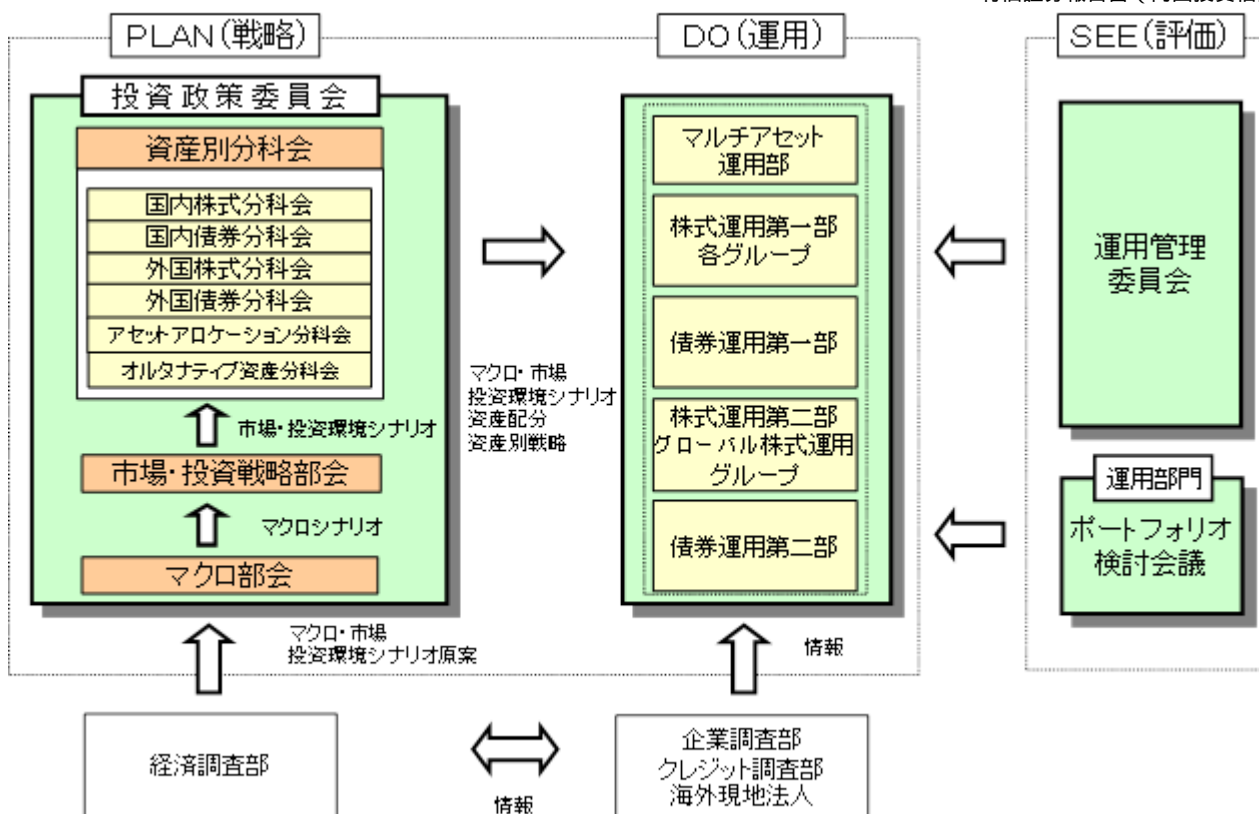 PLAN(戦略)
投資政策委員会
資産別分科会
国内株式分科会
国内債券分科会
外国株式分科会
外国債券分科会
アセットアロケーション分科会
オルタナティブ資産分科会
市場・投資環境シナリオ
市場・投資戦略部会
マクロシナリオ
マクロ部会
マクロ・市場
投資環境シナリオ
資産配分
資産別戦略
DO(運用)
マルチアセット
運用部
株式運用第一部
各グループ
債券運用第一部
株式運用第二部
グローバル株式運用
グループ
債券運用第二部
SEE(評価)
運用管理
委員会
運用部門
ポートフォリオ
検討会議
マクロ・市場
投資環境シナリオ原案
情報
経済調査部
情報
企業調査部
クレジット調査部
海外現地法人